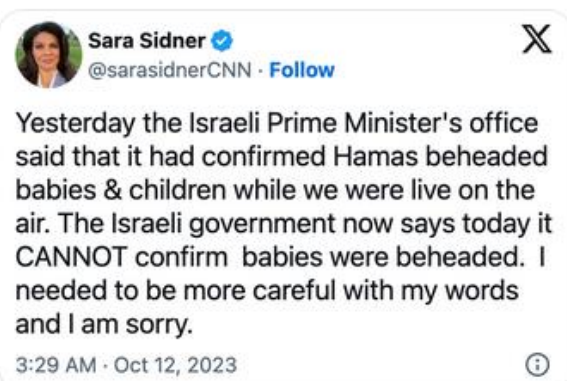 Sara Sidner
@sarasidnerCNN · Follow
Yesterday the Israeli Prime Minister's office
said that it had confirmed Hamas beheaded
babies & children while we were live on the
air. The Israeli government now says today it
CANNOT confirm  babies were beheaded.  I
needed to be more careful with my words
and I am sorry.
3:29 AM · Oct 12, 2023